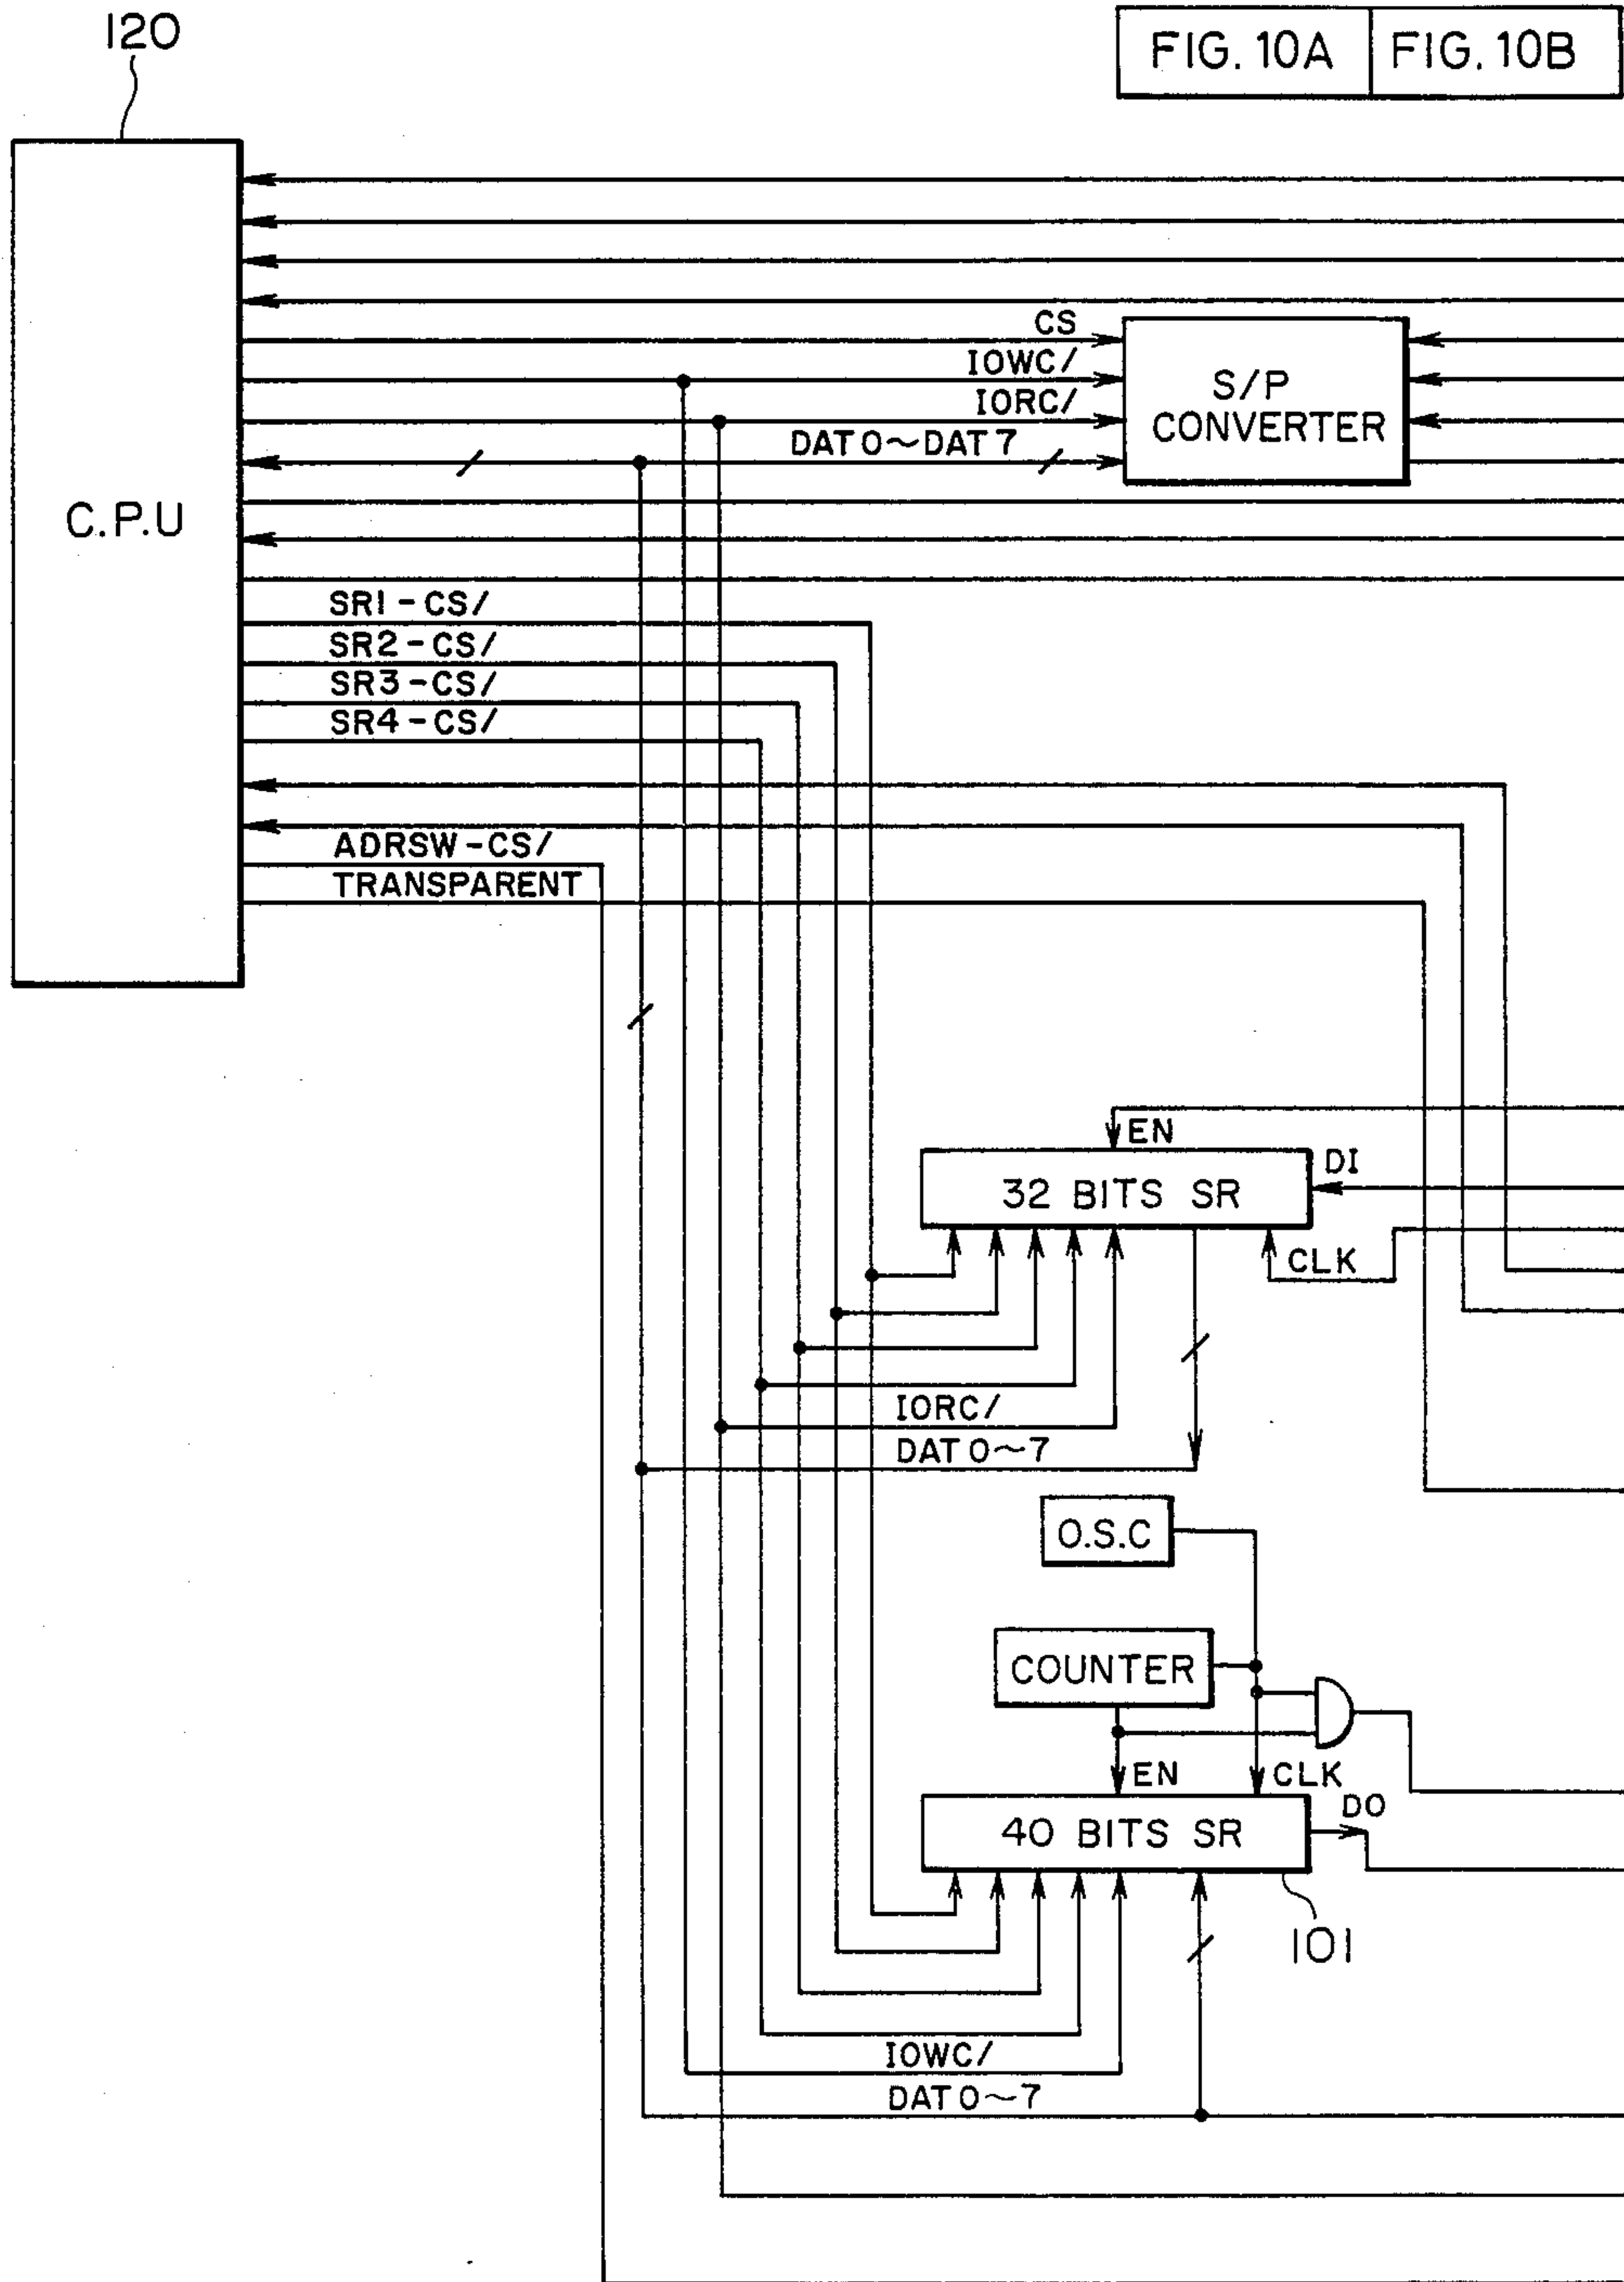 120
FIG. 10A FIG. 10B
CS
IOWC/
IORC/
DAT 0~DAT 7
S/P
CONVERTER
C.P.U
SR1-CS/
SR2-CS/
SR3-CS/
SR4-CS/
ADRSW-CS/
TRANSPARENT
EN
DI
32 BITS SR
CLK
IORC/
DAT 0~7
O.S.C
COUNTER
EN
CLK
DO
40 BITS SR
101
IOWC/
DAT 0~7